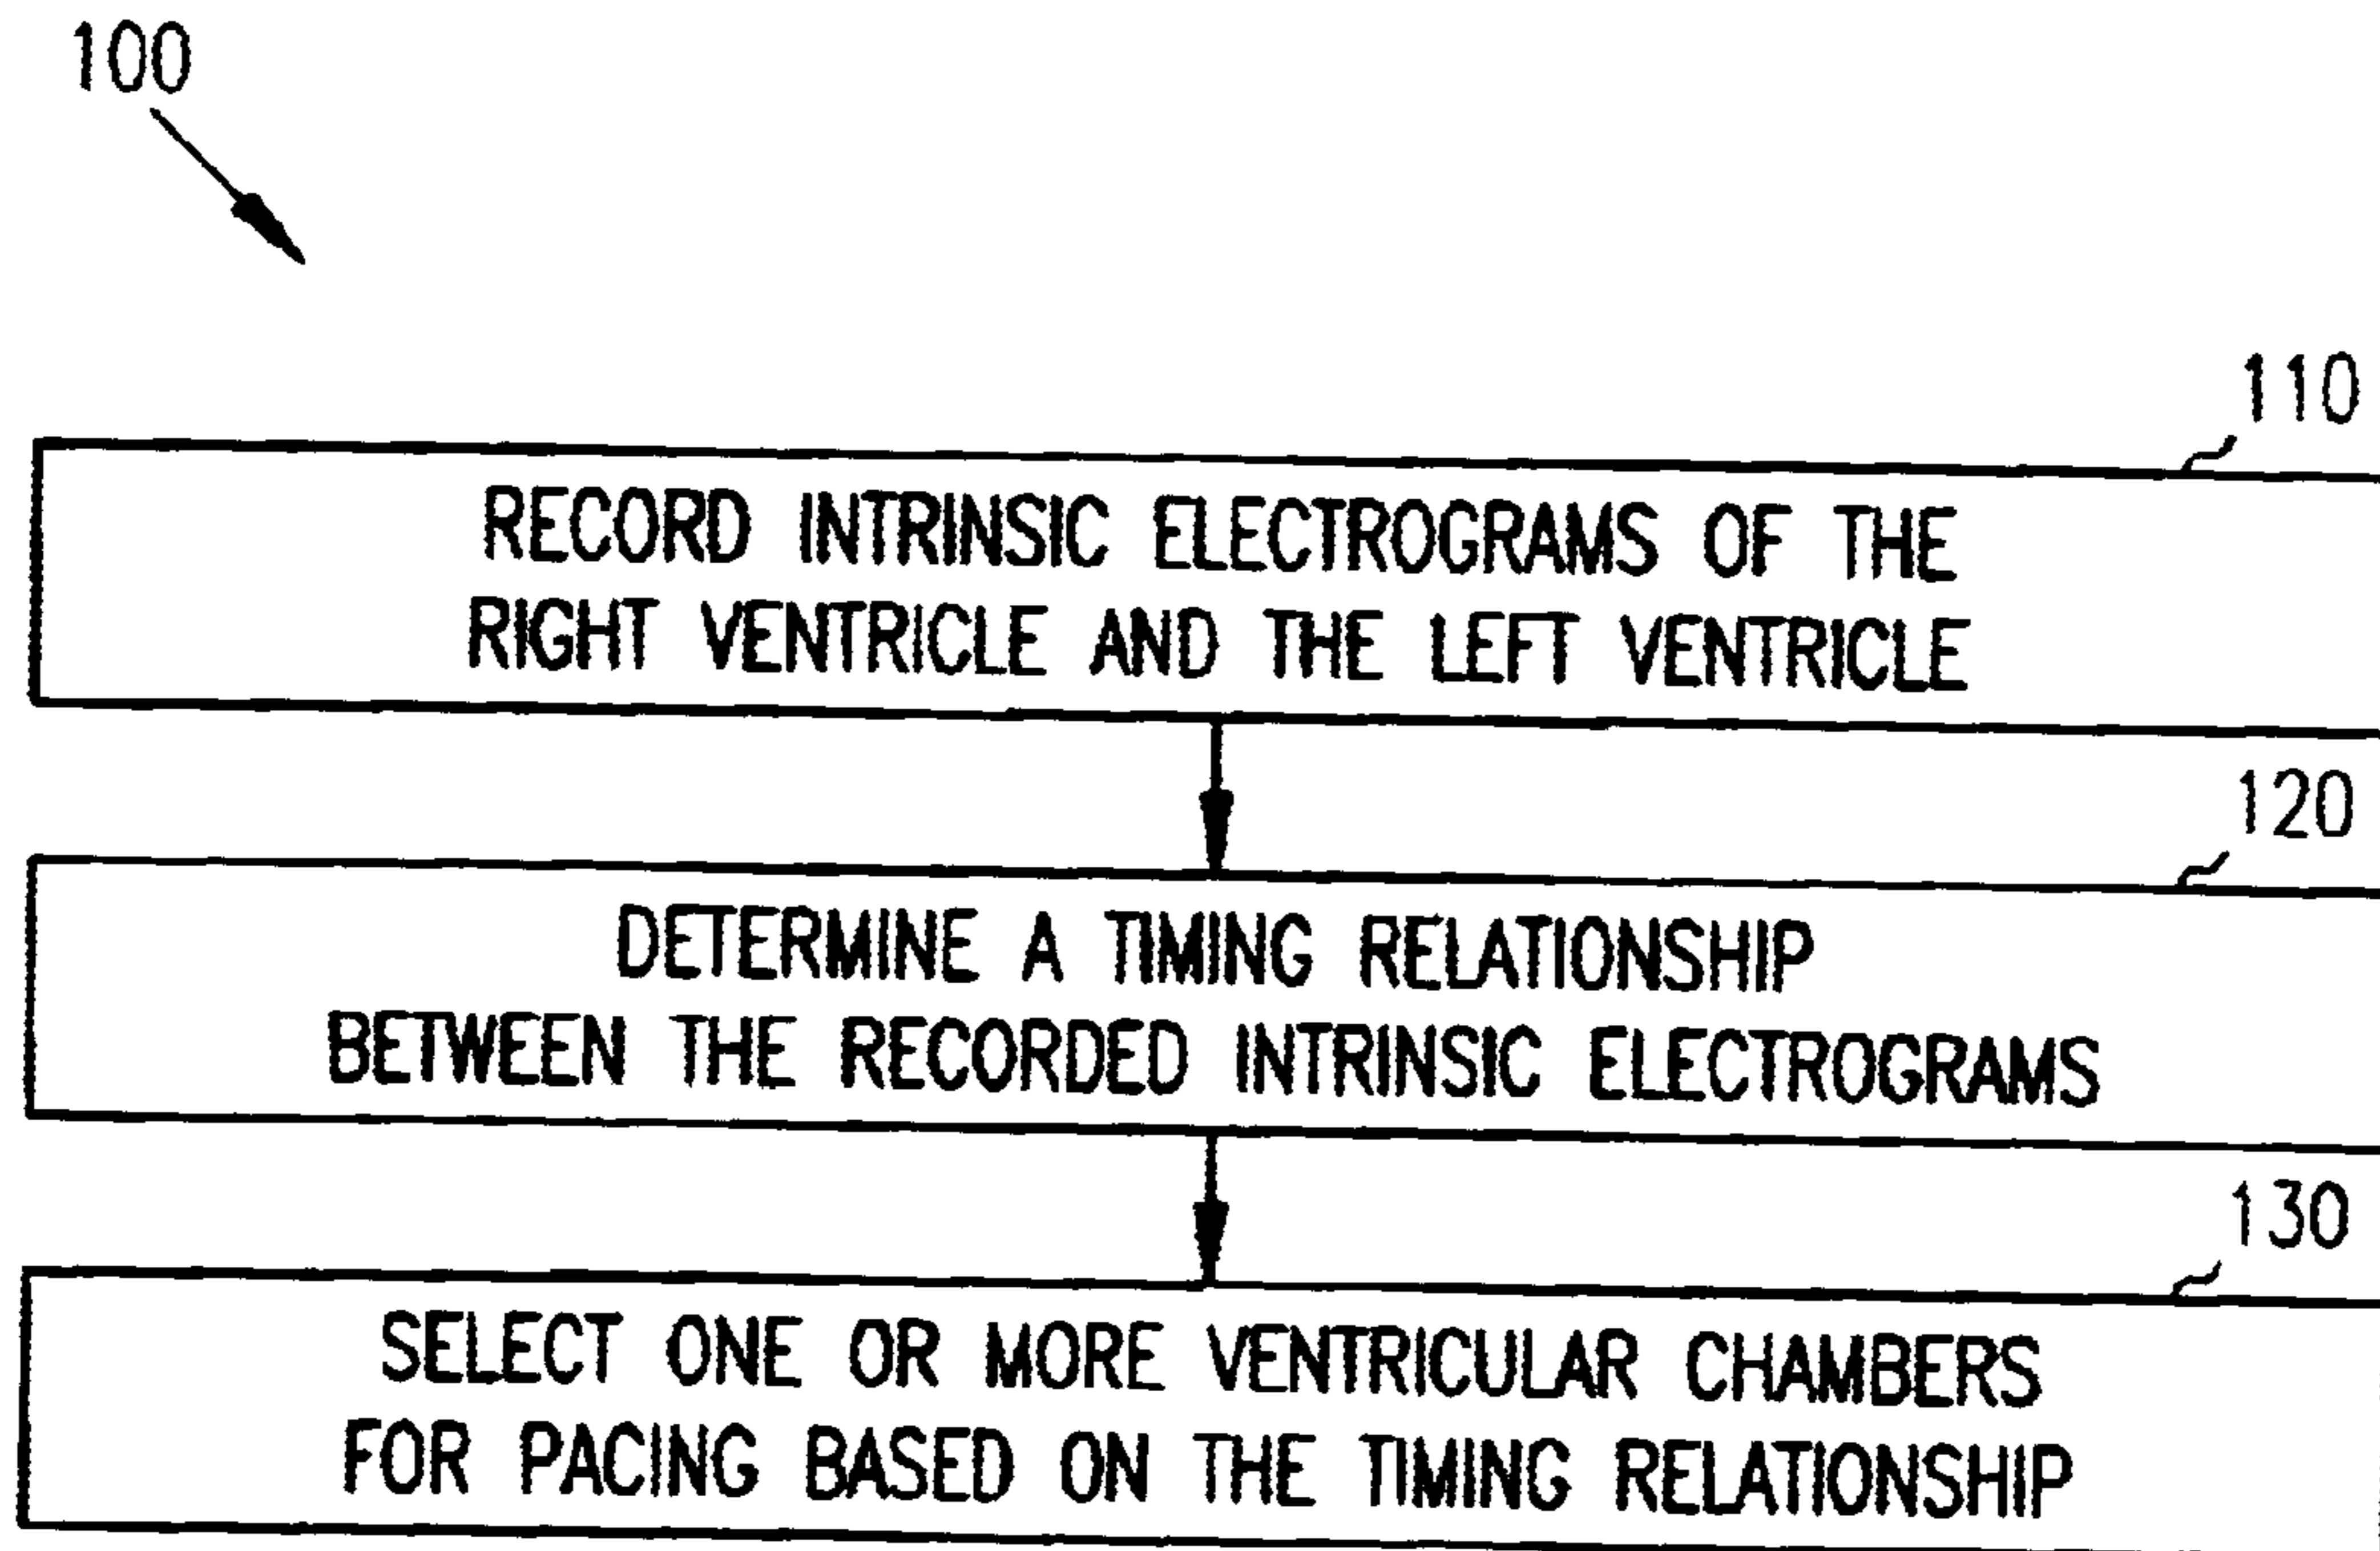 100
110
RECORD INTRINSIC ELECTROGRAMS OF THE
RIGHT VENTRICLE AND THE LEFT VENTRICLE
120
DETERMINE A TIMING RELATIONSHIP
BETWEEN THE RECORDED INTRINSIC ELECTROGRAMS
130
SELECT ONE OR MORE VENTRICULAR CHAMBERS
FOR PACING BASED ON THE TIMING RELATIONSHIP